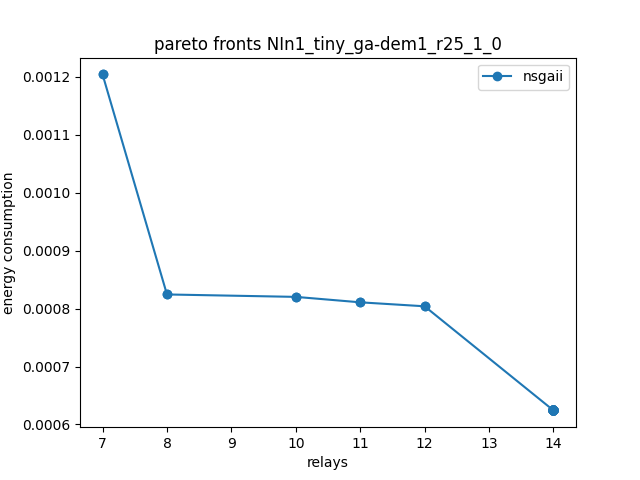 pareto fronts NIn1_tiny_ga-dem1_r25_1_0
nsgaii
0.0012
0.0011
0.0010
0.0009
0.0008
0.0007
0.0006
energy consumption
7 8 9 10 11 12 13 14
relays